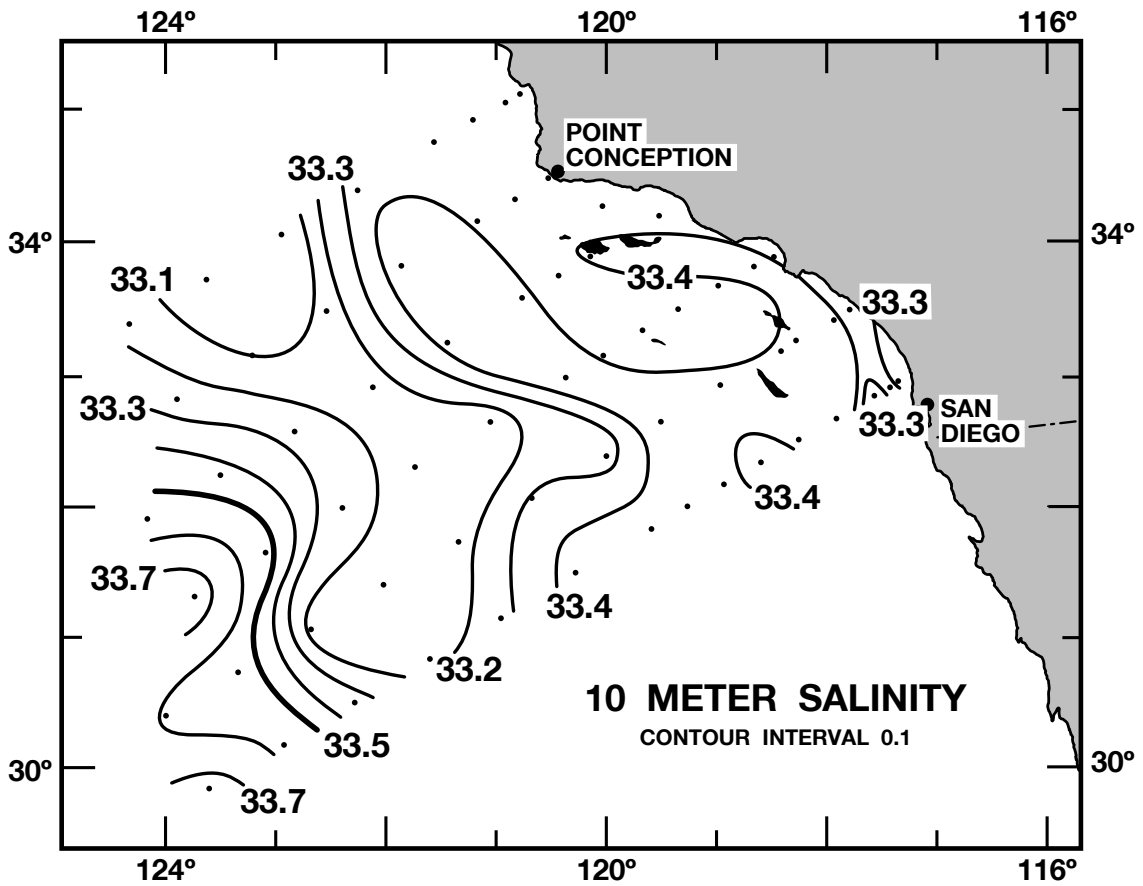 124º 120º 116º
POINT
CONCEPTION
33.3
34º 34º
33.1 33.4
33.3
33.3
SAN
33.3 DIEGO
33.4
33.7
33.4
33.2
10 METER SALINITY
CONTOUR INTERVAL 0.1
33.5
30º 30º
33.7
124º 120º 116º